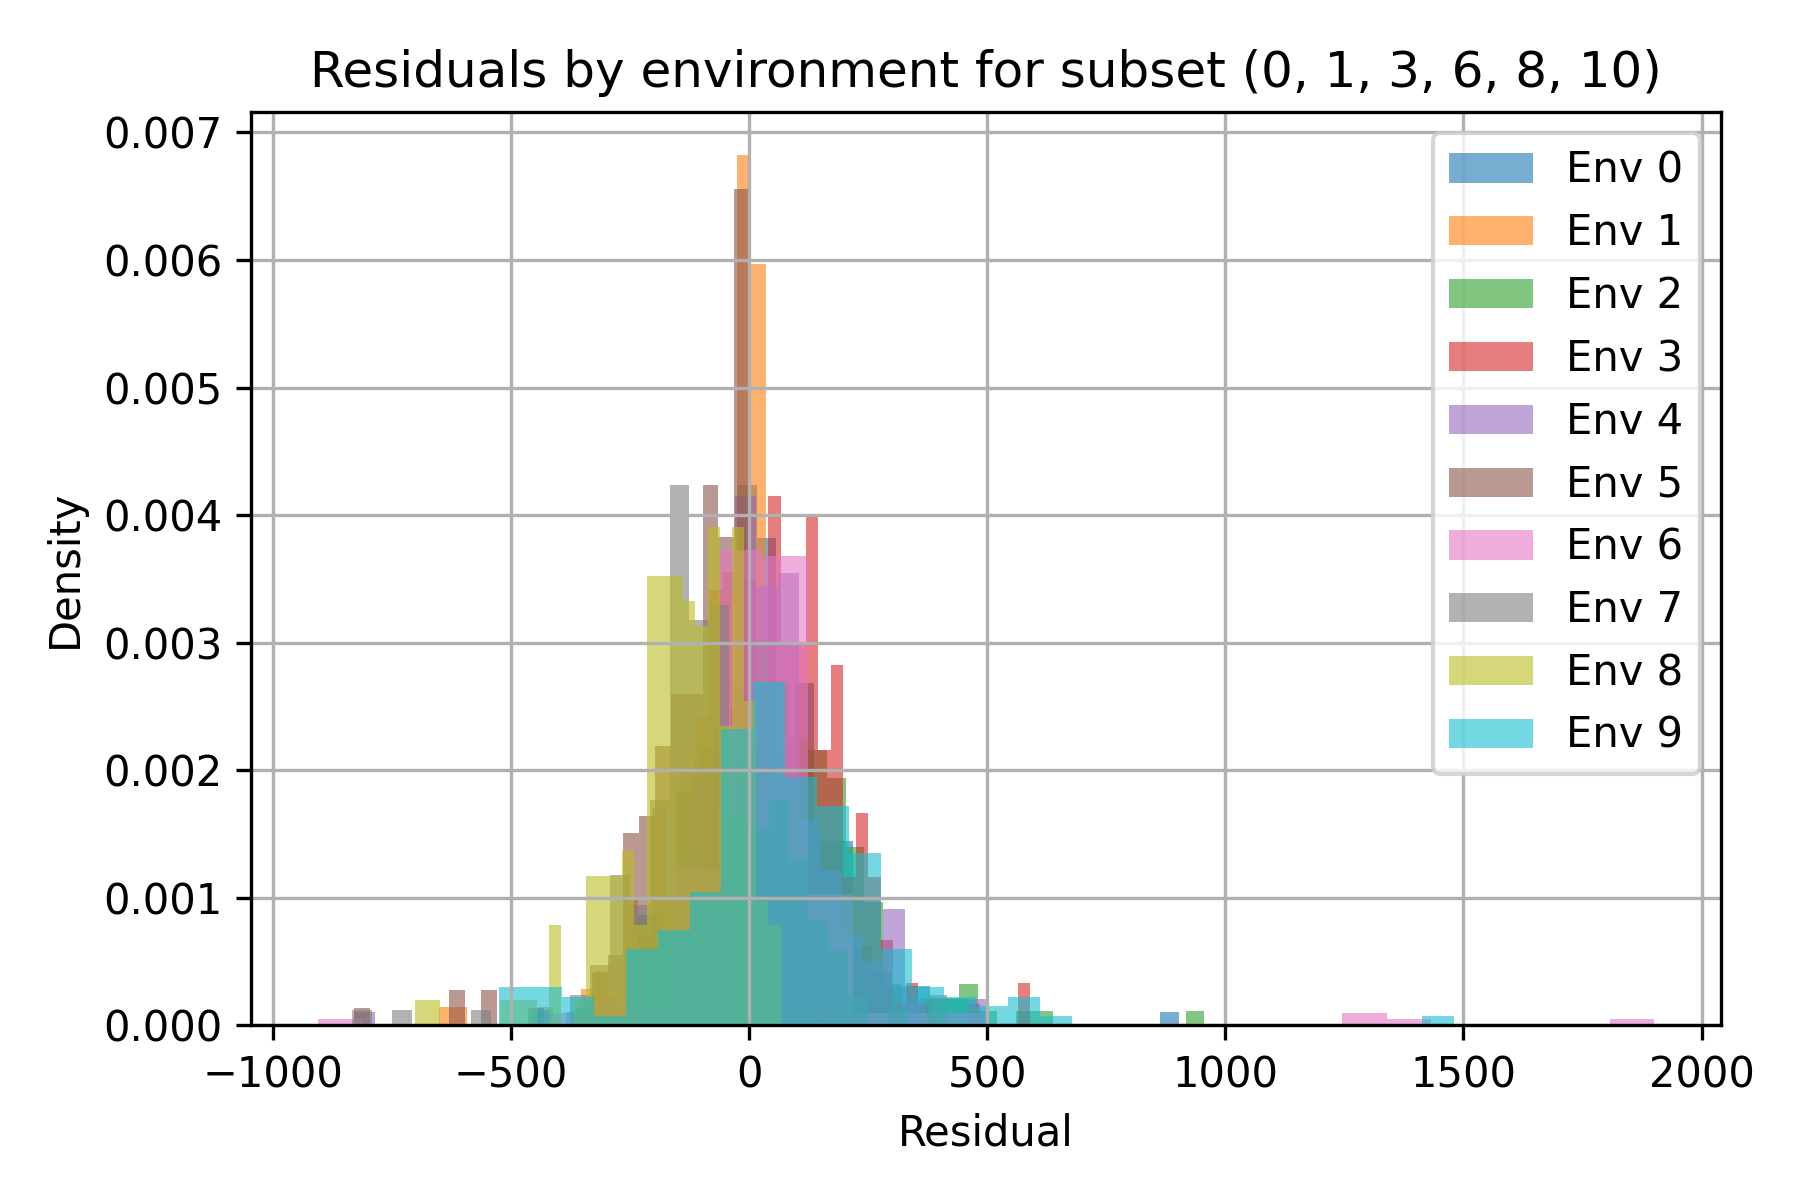 Residuals by environment for subset (0, 1, 3, 6, 8, 10)
0.007
0.006
0.005
0.004
0.003
0.002
0.001
0.000
Density
Env 0
Env 1
Env 2
Env 3
Env 4
Env 5
Env 6
Env 7
Env 8
Env 9
−1000
−500
0
500
1000
1500
2000
Residual